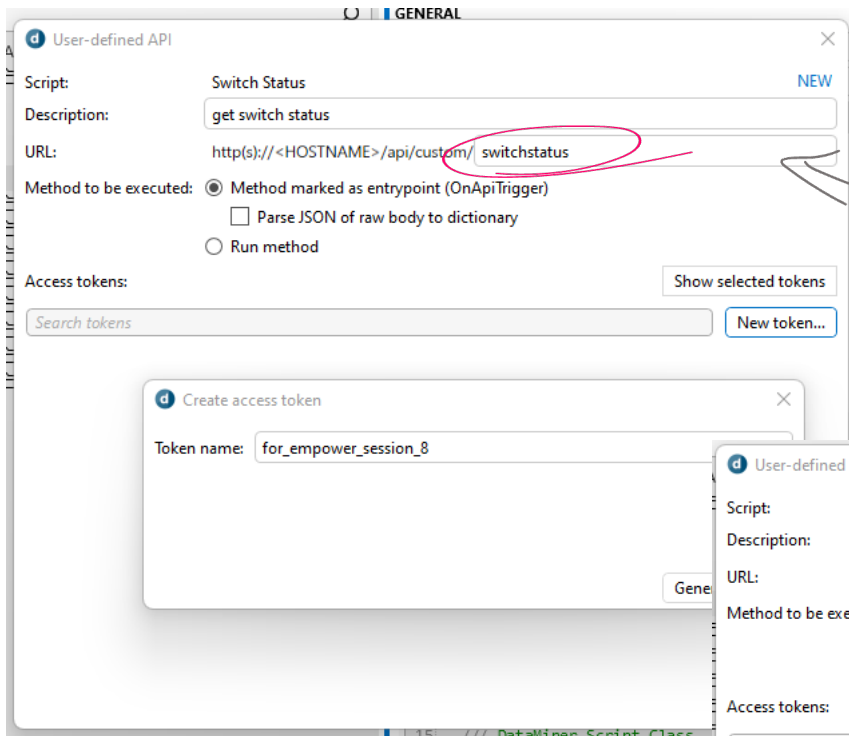 GENERAL
User-defined API
Script: Switch Status NEW
Description: get switch status
URL: http(s)://<HOSTNAME>/api/custom/ switchstatus
Method to be executed: Method marked as entrypoint (OnApiTrigger)
Parse JSON of raw body to dictionary
Run method
Access tokens: Show selected tokens
Search tokens New token...
Create access token
Token name: for_empower_session_8
Gene
User-defined
Script:
Description:
URL:
Method to be exe
Access tokens:
15 /// DataMiner Script Class